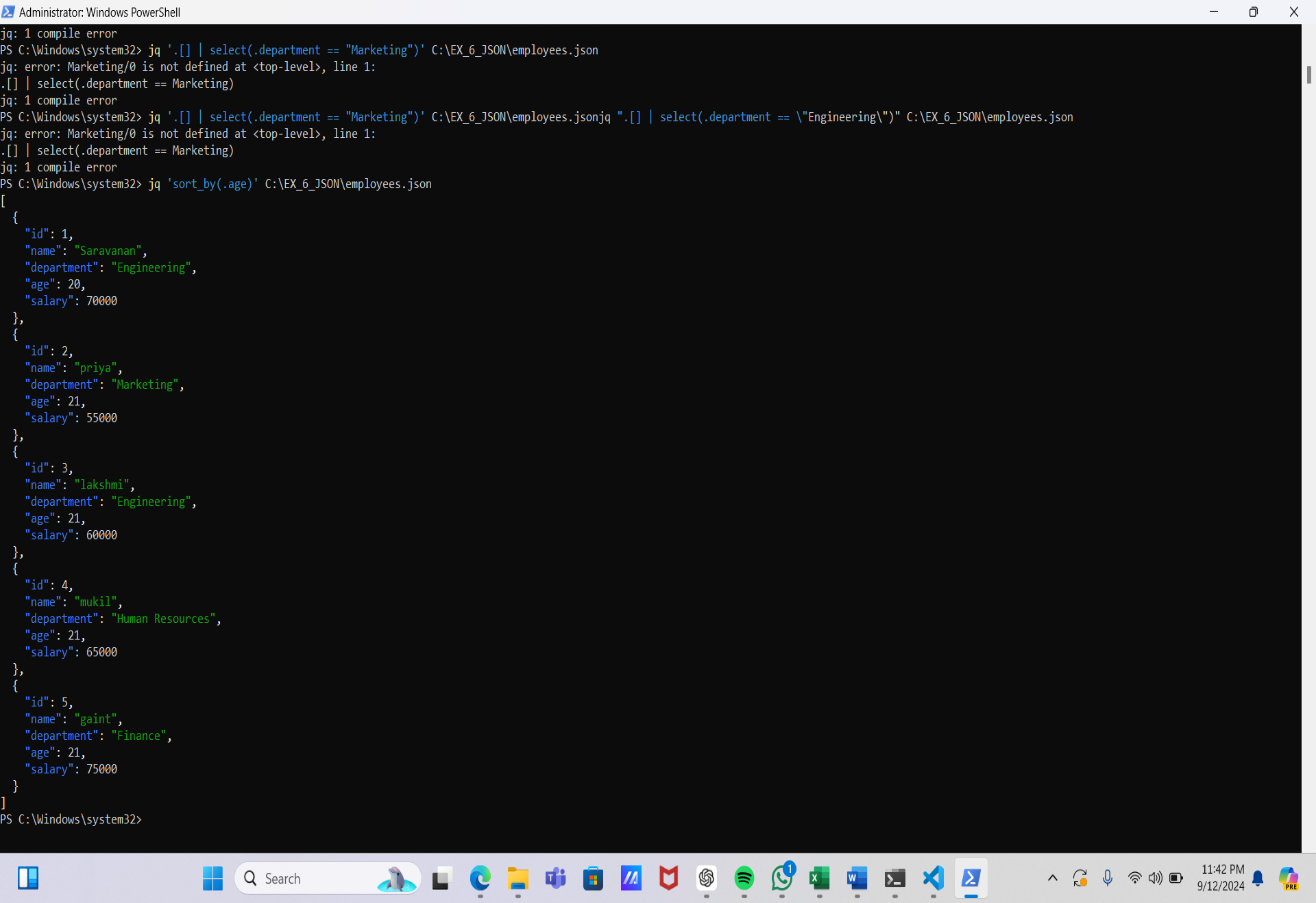 Administrator: Windows PowerShell
jq: 1 compile error
PS C:\Windows\system32> jq '.[] | select(.department == "Marketing")' C:\EX_6_JSON\employees.json
jq: error: Marketing/0 is not defined at <top-level>, line 1:
.[] | select(.department == Marketing)
jq: 1 compile error
PS C:\Windows\system32> jq '.[] | select(.department == "Marketing")' C:\EX_6_JSON\employees.jsonjq ".[] | select(.department == \"Engineering\")" C:\EX_6_JSON\employees.json
jq: error: Marketing/0 is not defined at <top-level>, line 1:
.[] | select(.department == Marketing)
jq: 1 compile error
PS C:\Windows\system32> jq 'sort_by(.age)' C:\EX_6_JSON\employees.json
[
  {
    "id": 1,
    "name": "Saravanan",
    "department": "Engineering",
    "age": 20,
    "salary": 70000
  },
  {
    "id": 2,
    "name": "priya",
    "department": "Marketing",
    "age": 21,
    "salary": 55000
  },
  {
    "id": 3,
    "name": "lakshmi",
    "department": "Engineering",
    "age": 21,
    "salary": 60000
  },
  {
    "id": 4,
    "name": "mukil",
    "department": "Human Resources",
    "age": 21,
    "salary": 65000
  },
  {
    "id": 5,
    "name": "gaint",
    "department": "Finance",
    "age": 21,
    "salary": 75000
  }
]
PS C:\Windows\system32>
Search
1
11:42 PM
9/12/2024
PRE